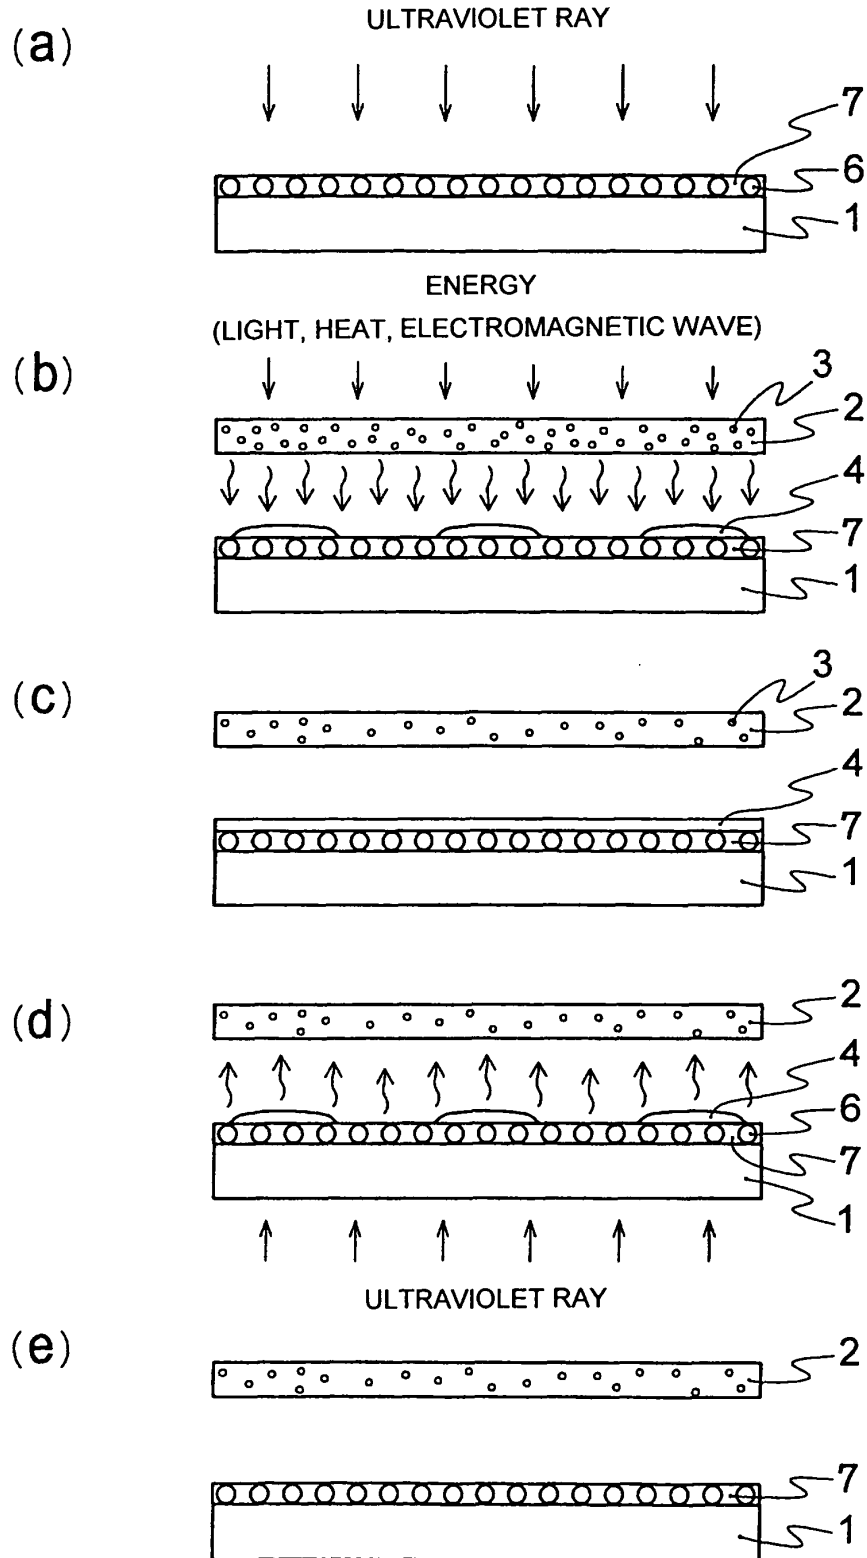 (a)
ULTRAVIOLET RAY
7
6
1
ENERGY
(LIGHT, HEAT, ELECTROMAGNETIC WAVE)
(b)
3
2
4
7
1
(c)
3
2
4
7
1
(d)
2
4
6
7
1
ULTRAVIOLET RAY
(e)
2
7
1